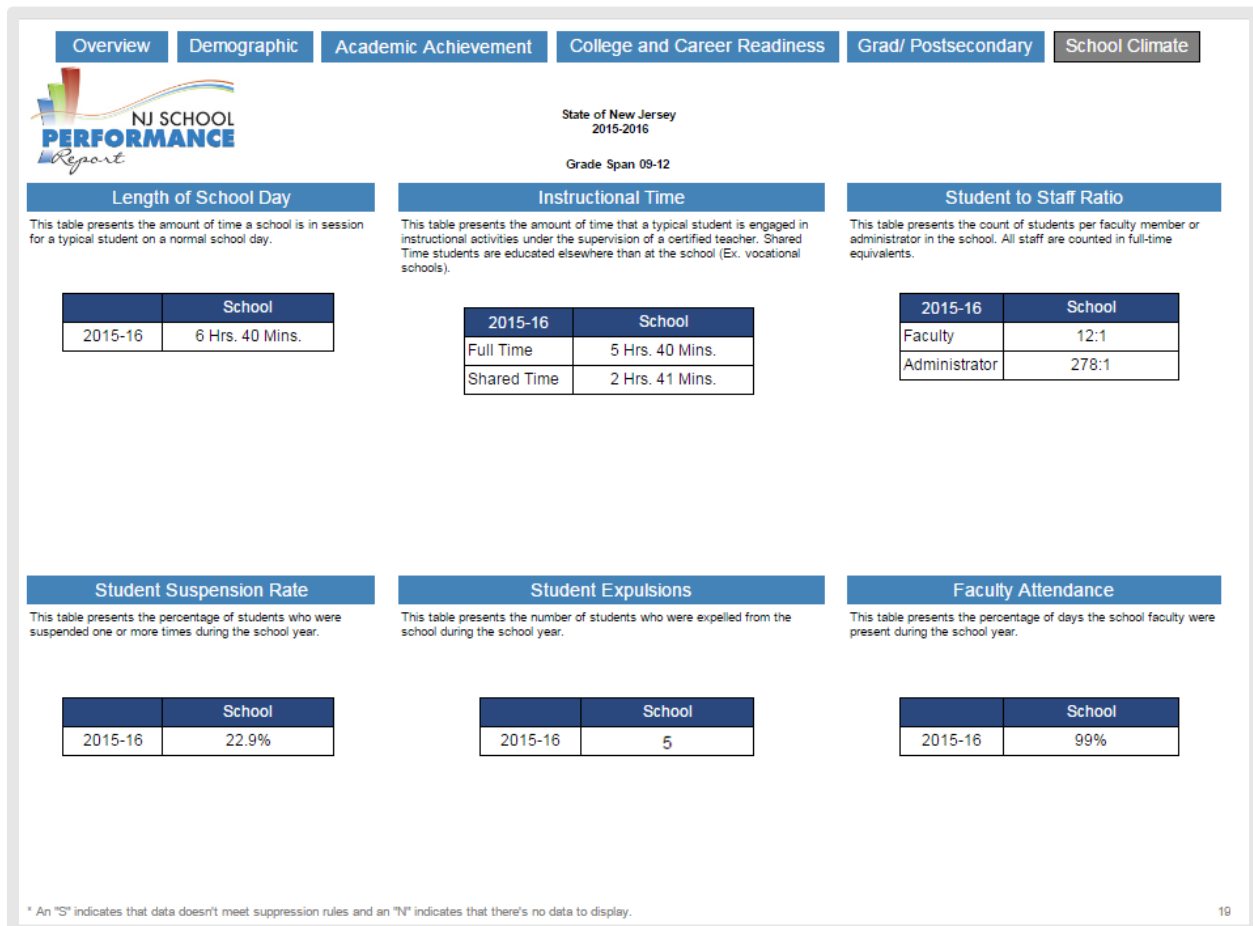 Overview Demographic Academic Achievement College and Career Readiness Grad/ Postsecondary School Climate
NJ SCHOOL
PERFORMANCE
Report
State of New Jersey
2015-2016
Grade Span 09-12
Length of School Day
This table presents the amount of time a school is in session
for a typical student on a normal school day.
School
2015-16 6 Hrs. 40 Mins.
Instructional Time
This table presents the amount of time that a typical student is engaged in
instructional activities under the supervision of a certified teacher. Shared
Time students are educated elsewhere than at the school (Ex. vocational
schools).
2015-16 School
Full Time 5 Hrs. 40 Mins.
Shared Time 2 Hrs. 41 Mins.
Student to Staff Ratio
This table presents the count of students per faculty member or
administrator in the school. All staff are counted in full-time
equivalents.
2015-16 School
Faculty 12:1
Administrator 278:1
Student Suspension Rate
This table presents the percentage of students who were
suspended one or more times during the school year.
School
2015-16 22.9%
Student Expulsions
This table presents the number of students who were expelled from the
school during the school year.
School
2015-16 5
Faculty Attendance
This table presents the percentage of days the school faculty were
present during the school year.
School
2015-16 99%
* An "S" indicates that data doesn't meet suppression rules and an "N" indicates that there's no data to display.
19